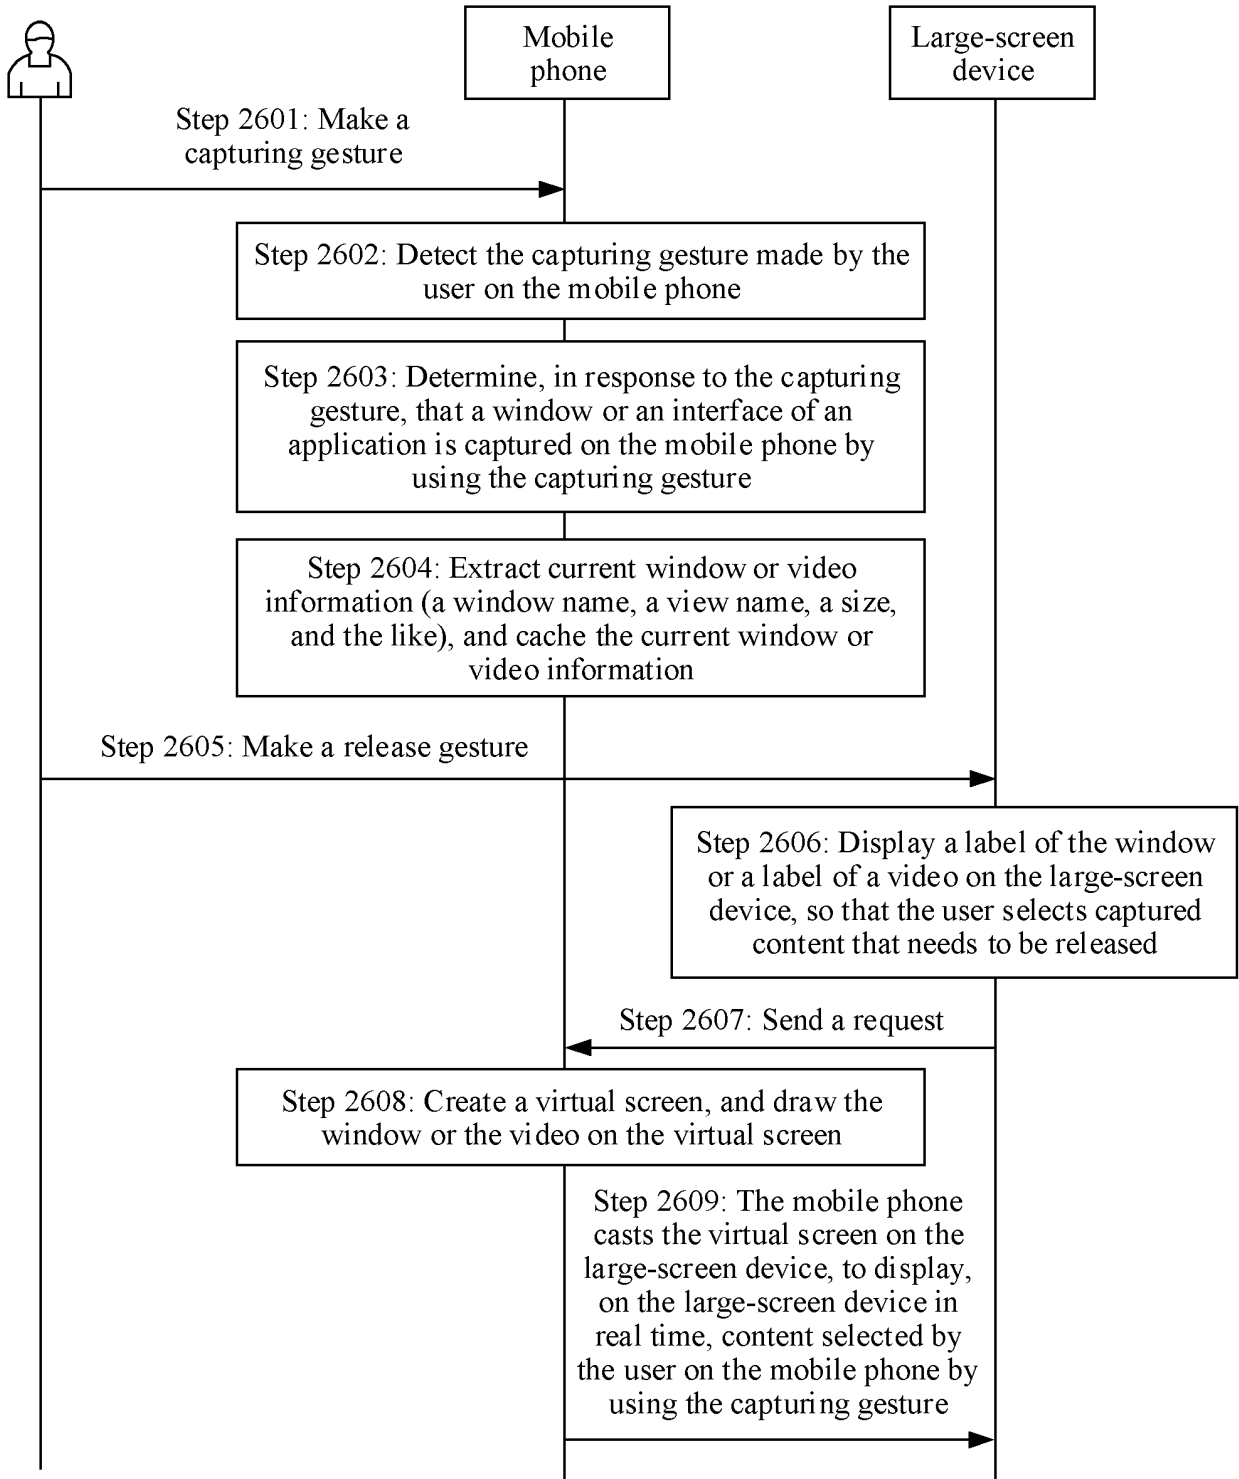 Mobile
phone
Large-screen
device
Step 2601: Make a
capturing gesture
Step 2602: Detect the capturing gesture made by the
user on the mobile phone
Step 2603: Determine, in response to the capturing
gesture, that a window or an interface of an
application is captured on the mobile phone by
using the capturing gesture
Step 2604: Extract current window or video
information (a window name, a view name, a size,
and the like), and cache the current window or
video information
Step 2605: Make a release gesture
Step 2606: Display a label of the window
or a label of a video on the large-screen
device, so that the user selects captured
content that needs to be released
Step 2607: Send a request
Step 2608: Create a virtual screen, and draw the
window or the video on the virtual screen
Step 2609: The mobile phone
casts the virtual screen on the
large-screen device, to display,
on the large-screen device in
real time, content selected by
the user on the mobile phone by
using the capturing gesture